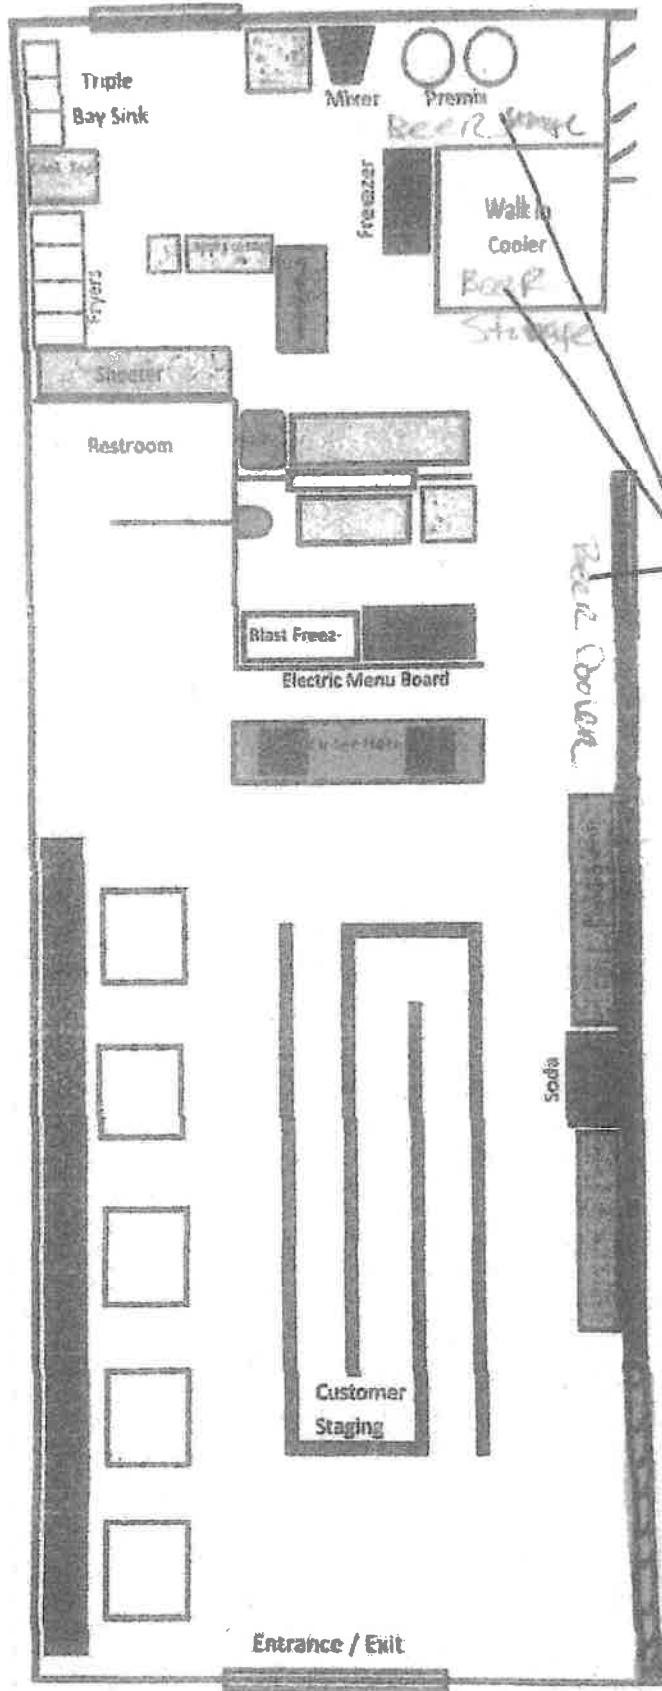 Triple
Bay Sink
Mixer
Premix
Beer Storage
Freezer
Walk In
Cooler
Beer
Storage
Fryers
Sheeter
Restroom
Beer Cooler
Blast Freez-
Electric Menu Board
Soda
Customer
Staging
Entrance / Exit